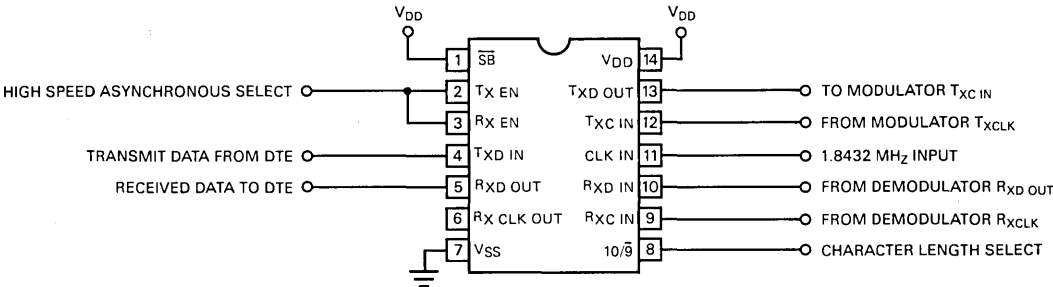 VDD
VDD
1 SB VDD 14
HIGH SPEED ASYNCHRONOUS SELECT 2 TX EN TXD OUT 13 TO MODULATOR TXC IN
3 RX EN TXC IN 12 FROM MODULATOR TXCLK
TRANSMIT DATA FROM DTE 4 TXD IN CLK IN 11 1.8432 MHZ INPUT
RECEIVED DATA TO DTE 5 RXD OUT RXD IN 10 FROM DEMODULATOR RXD OUT
6 RX CLK OUT RXC IN 9 FROM DEMODULATOR RXCLK
7 VSS 10/9 8 CHARACTER LENGTH SELECT